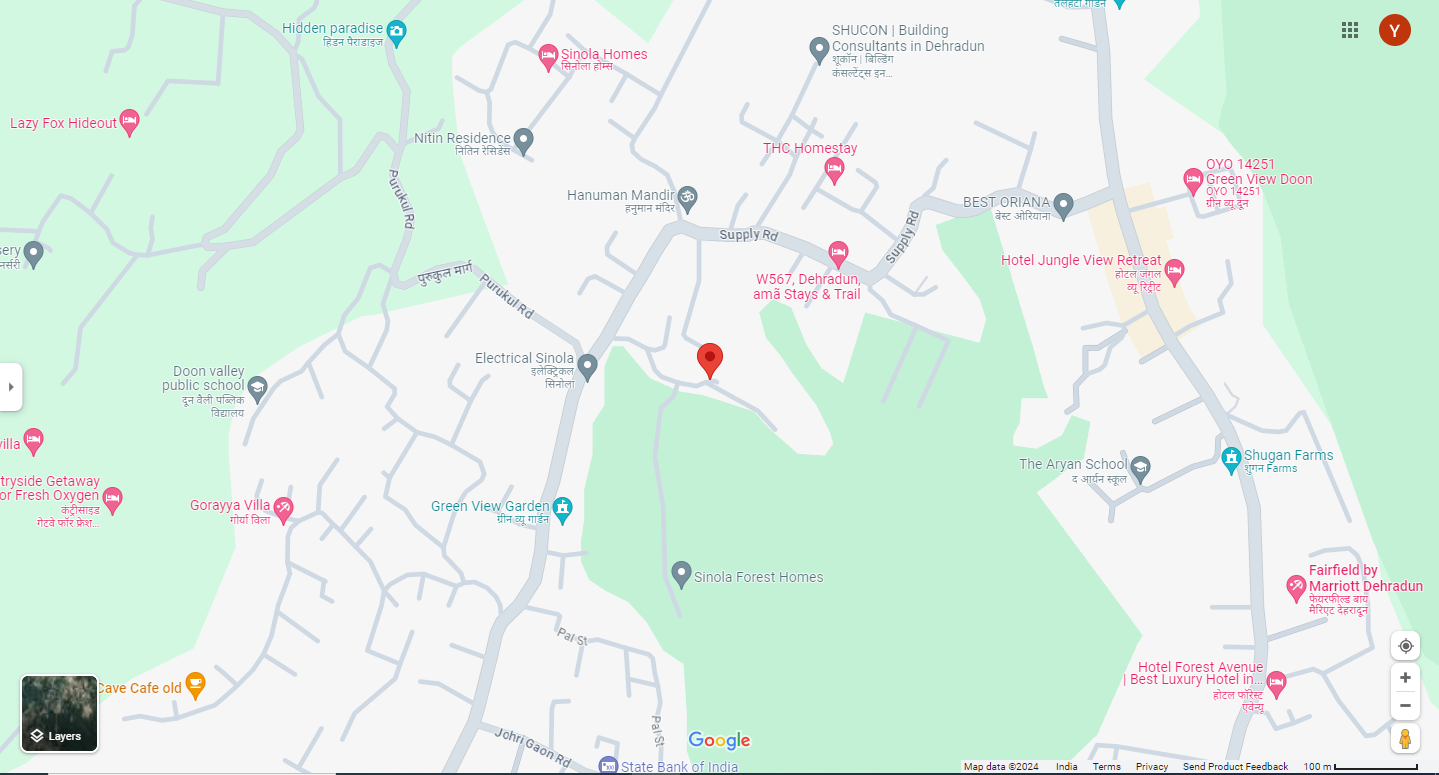 तलहटी गार्डन
Hidden paradise
हिडन पैराडाइज
SHUCON | Building
Consultants in Dehradun
शूकॉन | बिल्डिंग
कंसल्टेंट्स इन...
Y
Sinola Homes
सिनोला होम्स
Lazy Fox Hideout
Nitin Residence
नितिन रेसिडेंस
THC Homestay
OYO 14251
Green View Doon
OYO 14251
ग्रीन व्यू दून
Purukul Rd
Hanuman Mandir
हनुमान मंदिर
BEST ORIANA
बेस्ट ओरियाना
Supply Rd
Supply Rd
sery
नर्सरी
Hotel Jungle View Retreat
होटल जंगल
व्यू रिट्रीट
पुरुकुल मार्ग
Purukul Rd
W567, Dehradun,
amã Stays & Trail
Electrical Sinola
इलेक्ट्रिकल
सिनोला
Doon valley
public school
दून वैली पब्लिक
विद्यालय
villa
The Aryan School
द आर्यन स्कूल
Shugan Farms
शुगन Farms
tryside Getaway
or Fresh Oxygen
कंट्रीसाइड
गेटवे फॉर फ्रेश...
Gorayya Villa
गोर्या विला
Green View Garden
ग्रीन व्यू गार्डन
Sinola Forest Homes
Fairfield by
Marriott Dehradun
फेयरफील्ड बाय
मैरिएट देहरादून
Pal St
Hotel Forest Avenue
| Best Luxury Hotel in...
होटल फॉरेस्ट
एवेन्यू
Cave Cafe old
Layers
Pal St
Johri Gaon Rd
Google
State Bank of India
Map data ©2024 India Terms Privacy Send Product Feedback 100 m